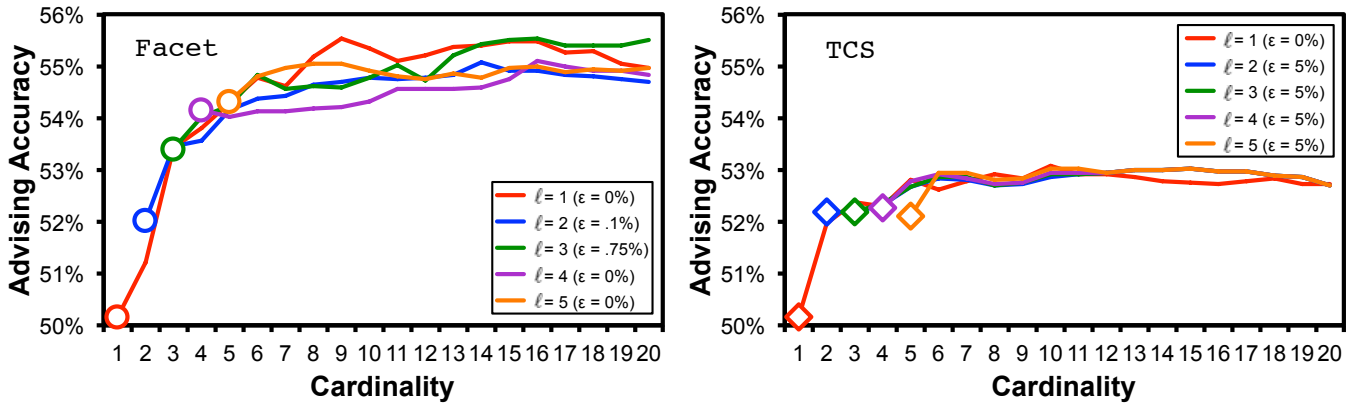 Facet
Advising Accuracy
56%
55%
54%
53%
52%
51%
50%
ℓ = 1 (ε = 0%)
ℓ = 2 (ε = .1%)
ℓ = 3 (ε = .75%)
ℓ = 4 (ε = 0%)
ℓ = 5 (ε = 0%)
1 2 3 4 5 6 7 8 9 10 11 12 13 14 15 16 17 18 19 20
Cardinality
TCS
Advising Accuracy
56%
55%
54%
53%
52%
51%
50%
ℓ = 1 (ε = 0%)
ℓ = 2 (ε = 5%)
ℓ = 3 (ε = 5%)
ℓ = 4 (ε = 5%)
ℓ = 5 (ε = 5%)
1 2 3 4 5 6 7 8 9 10 11 12 13 14 15 16 17 18 19 20
Cardinality